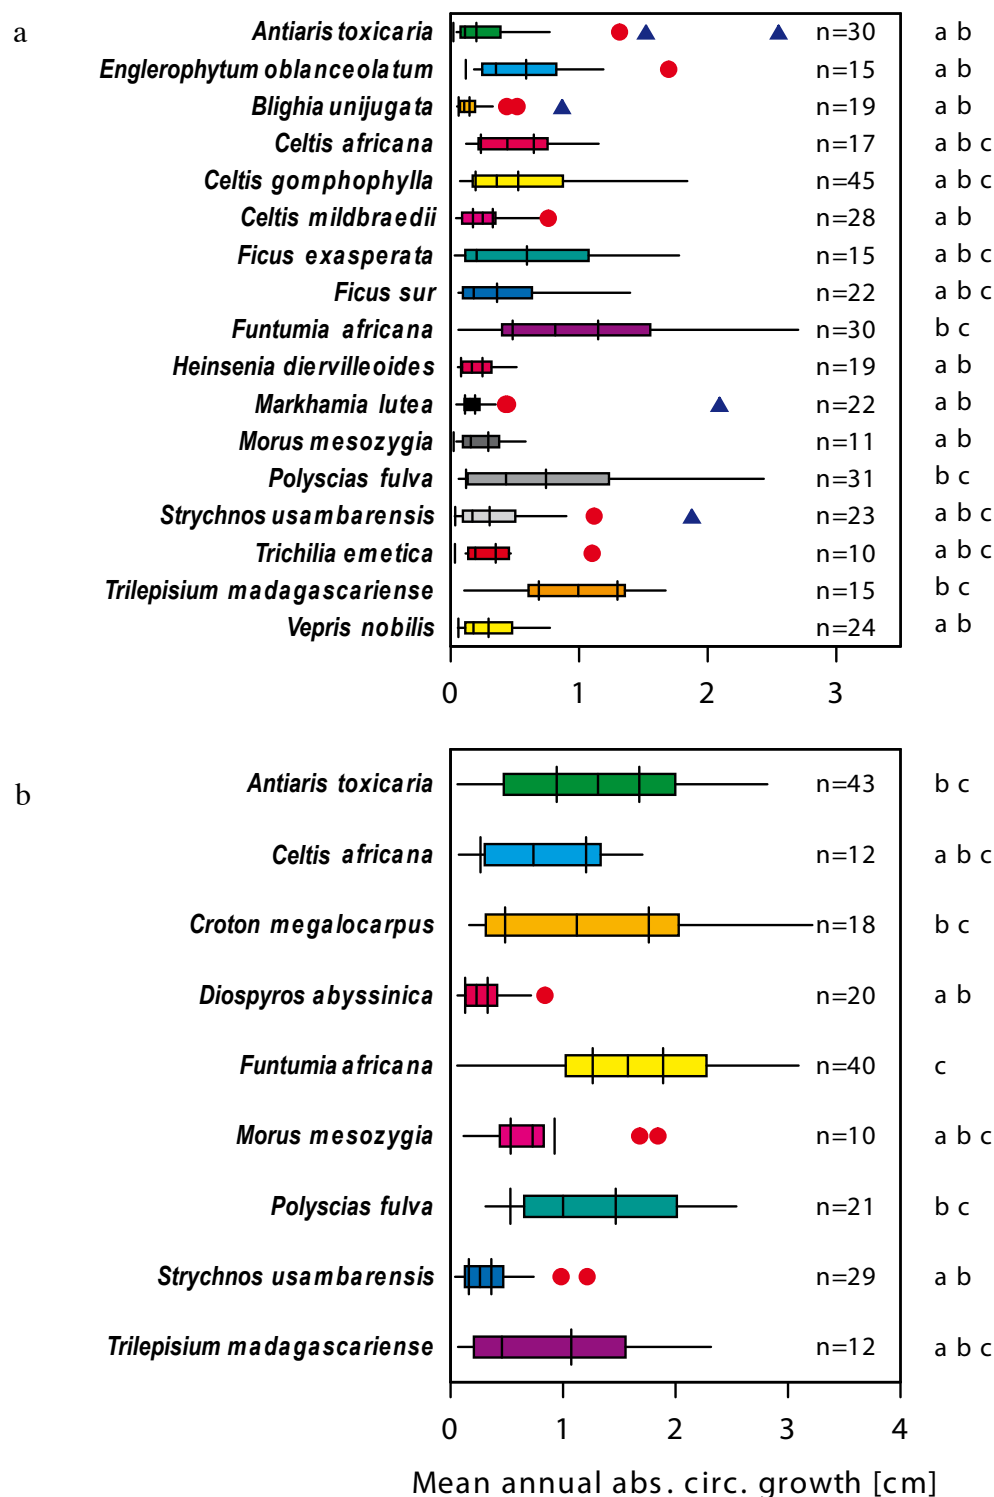 a
Antiaris toxicaria n=30 a b
Englerophytum oblanceolatum n=15 a b
Blighia unijugata n=19 a b
Celtis africana n=17 a b c
Celtis gomphophylla n=45 a b c
Celtis mildbraedii n=28 a b
Ficus exasperata n=15 a b c
Ficus sur n=22 a b c
Funtumia africana n=30 b c
Heinsenia diervilleoides n=19 a b
Markhamia lutea n=22 a b
Morus mesozygia n=11 a b
Polyscias fulva n=31 b c
Strychnos usambarensis n=23 a b c
Trichilia emetica n=10 a b c
Trilepisium madagascariense n=15 b c
Vepris nobilis n=24 a b
0 1 2 3
b
Antiaris toxicaria n=43 b c
Celtis africana n=12 a b c
Croton megalocarpus n=18 b c
Diospyros abyssinica n=20 a b
Funtumia africana n=40 c
Morus mesozygia n=10 a b c
Polyscias fulva n=21 b c
Strychnos usambarensis n=29 a b
Trilepisium madagascariense n=12 a b c
0 1 2 3 4
Mean annual abs. circ. growth [cm]